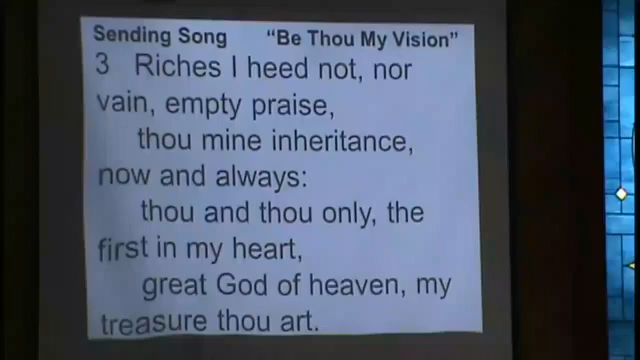 Sending Song "Be Thou My Vision"
3 Riches I heed not, nor
vain, empty praise,
thou mine inheritance,
now and always:
thou and thou only, the
first in my heart,
great God of heaven, my
treasure thou art.